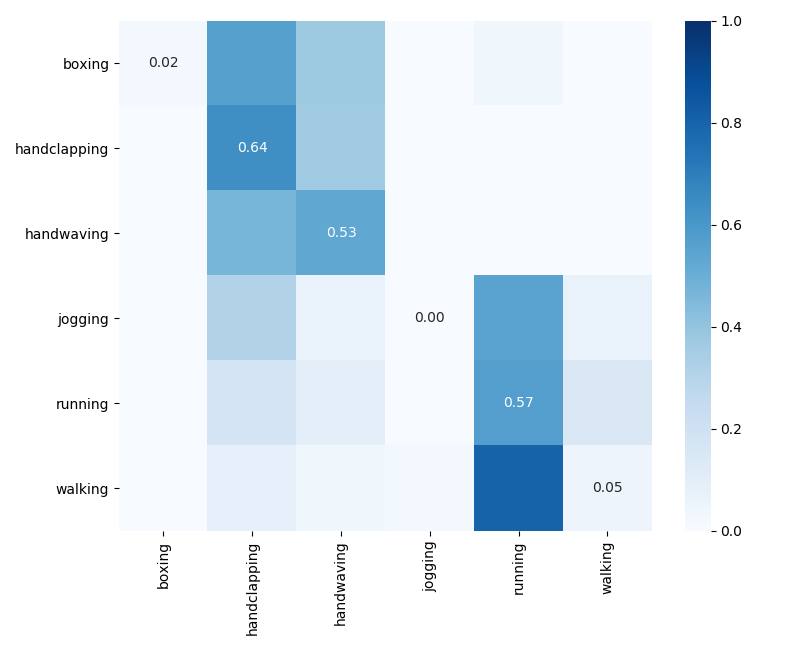 1.0
boxing 0.02
0.8
handclapping 0.64
0.6
handwaving 0.53
0.4
jogging 0.00
0.2
running 0.57
walking 0.05
0.0
boxing
handclapping
handwaving
jogging
running
walking